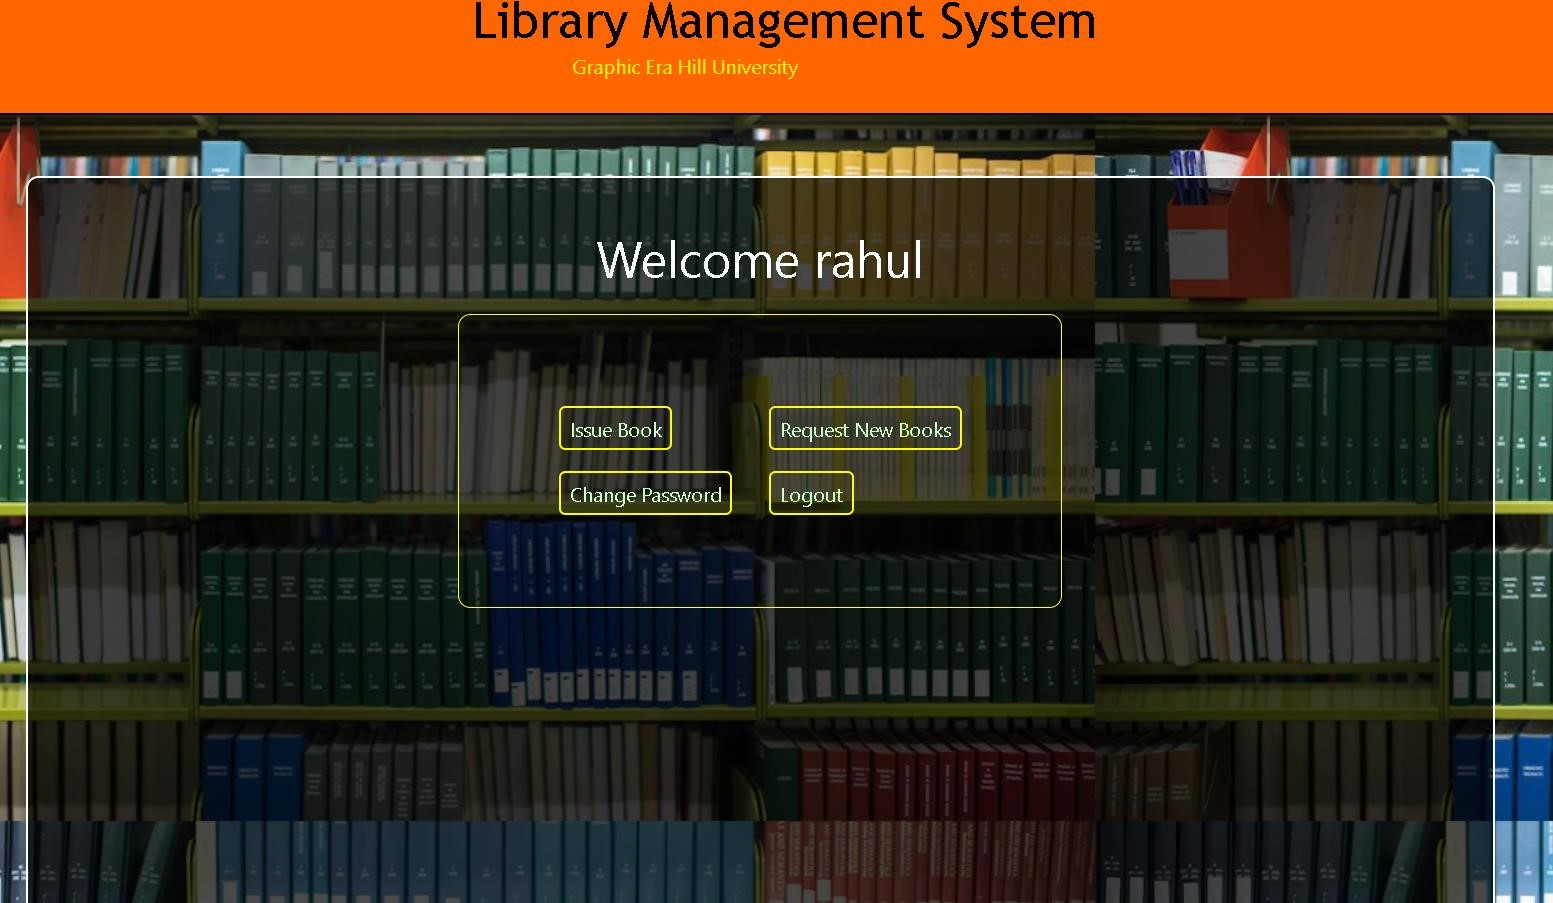 Library Management System
Graphic Era Hill University
Welcome rahul
Issue Book
Request New Books
Change Password
Logout